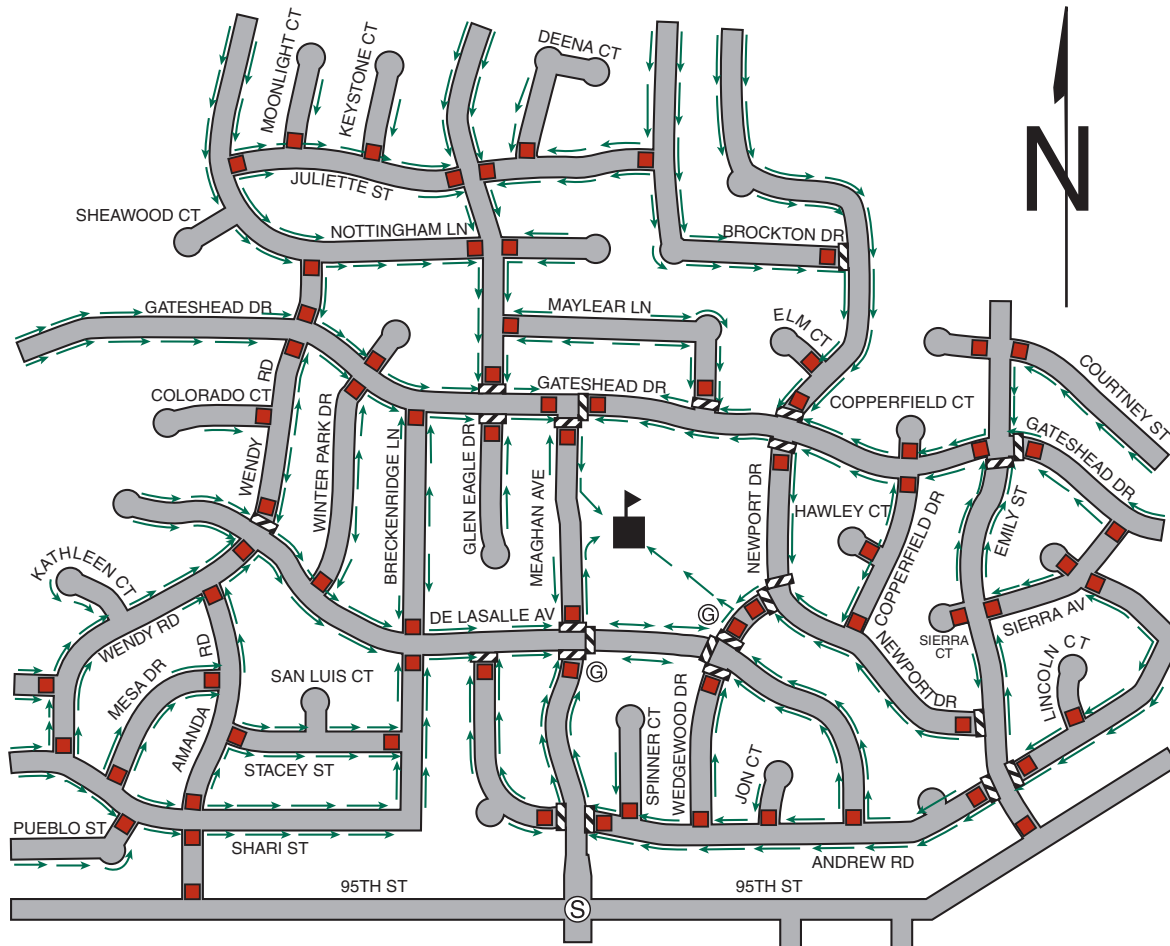 MOONLIGHT CT
KEYSTONE CT
DEENA CT
N
JULIETTE ST
SHEAWOOD CT
NOTTINGHAM LN
BROCKTON DR
GATESHEAD DR
MAYLEAR LN
ELM CT
COURTNEY ST
COLORADO CT
WENDY RD
WINTER PARK DR
BRECKENRIDGE LN
GATESHEAD DR
COPPERFIELD CT
GATESHEAD DR
GLEN EAGLE DR
MEAGHAN AVE
NEWPORT DR
HAWLEY CT
COPPERFIELD DR
EMILY ST
KATHLEEN CT
WENDY RD
DE LASALLE AV
G
SIERRA AV
SIERRA
CT
NEWPORT DR
LINCOLN CT
MESA DR
AMANDA RD
SAN LUIS CT
G
STACEY ST
SPINNER CT
WEDGEWOOD DR
JON CT
PUEBLO ST
SHARI ST
ANDREW RD
95TH ST
95TH ST
S